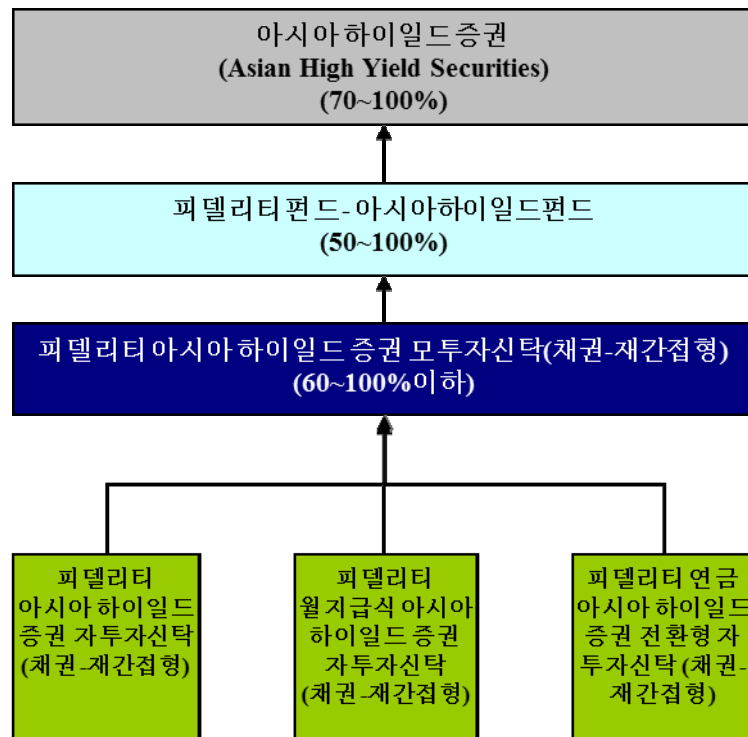 아시아하이일드증권
(Asian High Yield Securities)
(70~100%)
피델리티펀드-아시아하이일드펀드
(50~100%)
피델리티아시아하이일드증권 모투자신탁(채권-재간접형)
(60~100%이하)
피델리티
아시아하이일드
증권 자투자신탁
(채권-재간접형)
피델리티
월지급식 아시아
하이일드 증권
자투자신탁
(채권-재간접형)
피델리티 연금
아시아하이일드
증권 전환형 자
투자신탁(채권-
재간접형)